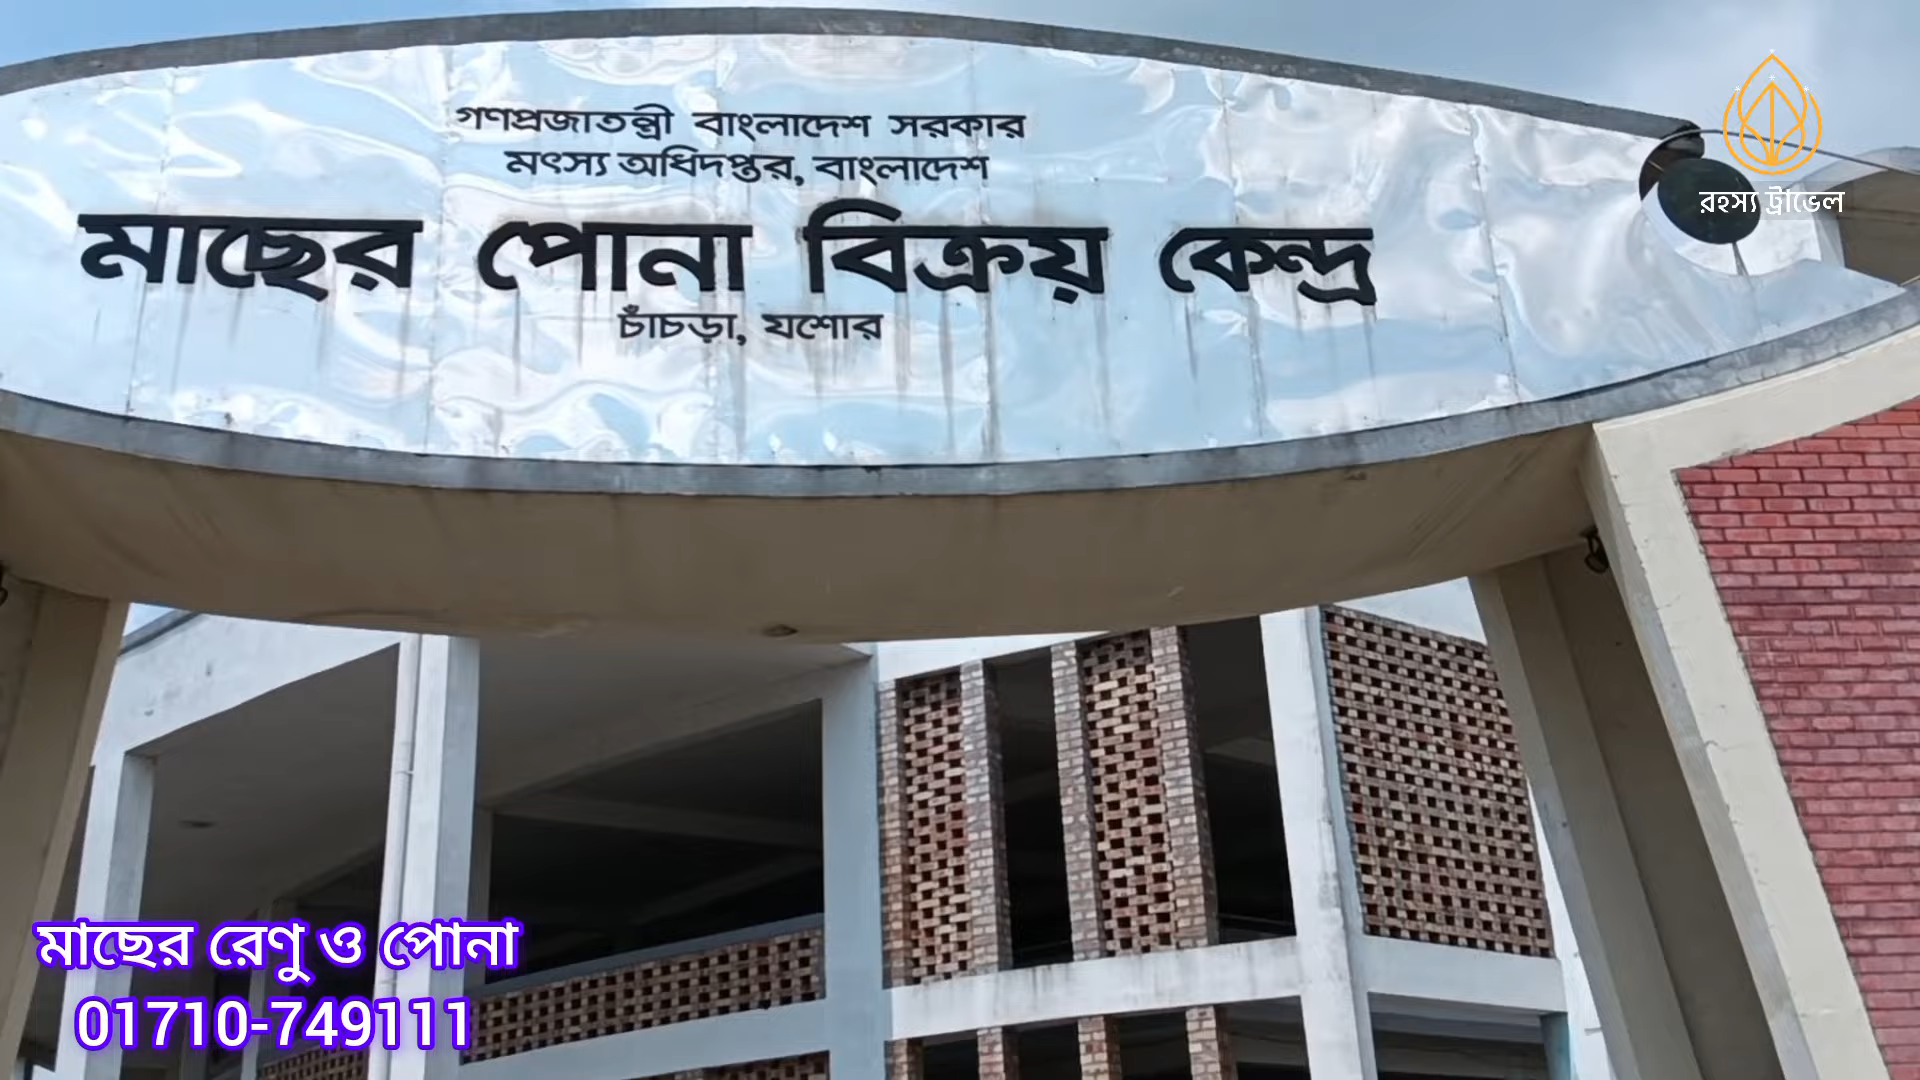 গণপ্রজাতন্ত্রী বাংলাদেশ সরকার
মৎস্য অধিদপ্তর, বাংলাদেশ
মাছের পোনা বিক্রয় কেন্দ্র
চাঁচড়া, যশোর
রহস্য ট্রাভেল
মাছের রেণু ও পোনা
01710-749111